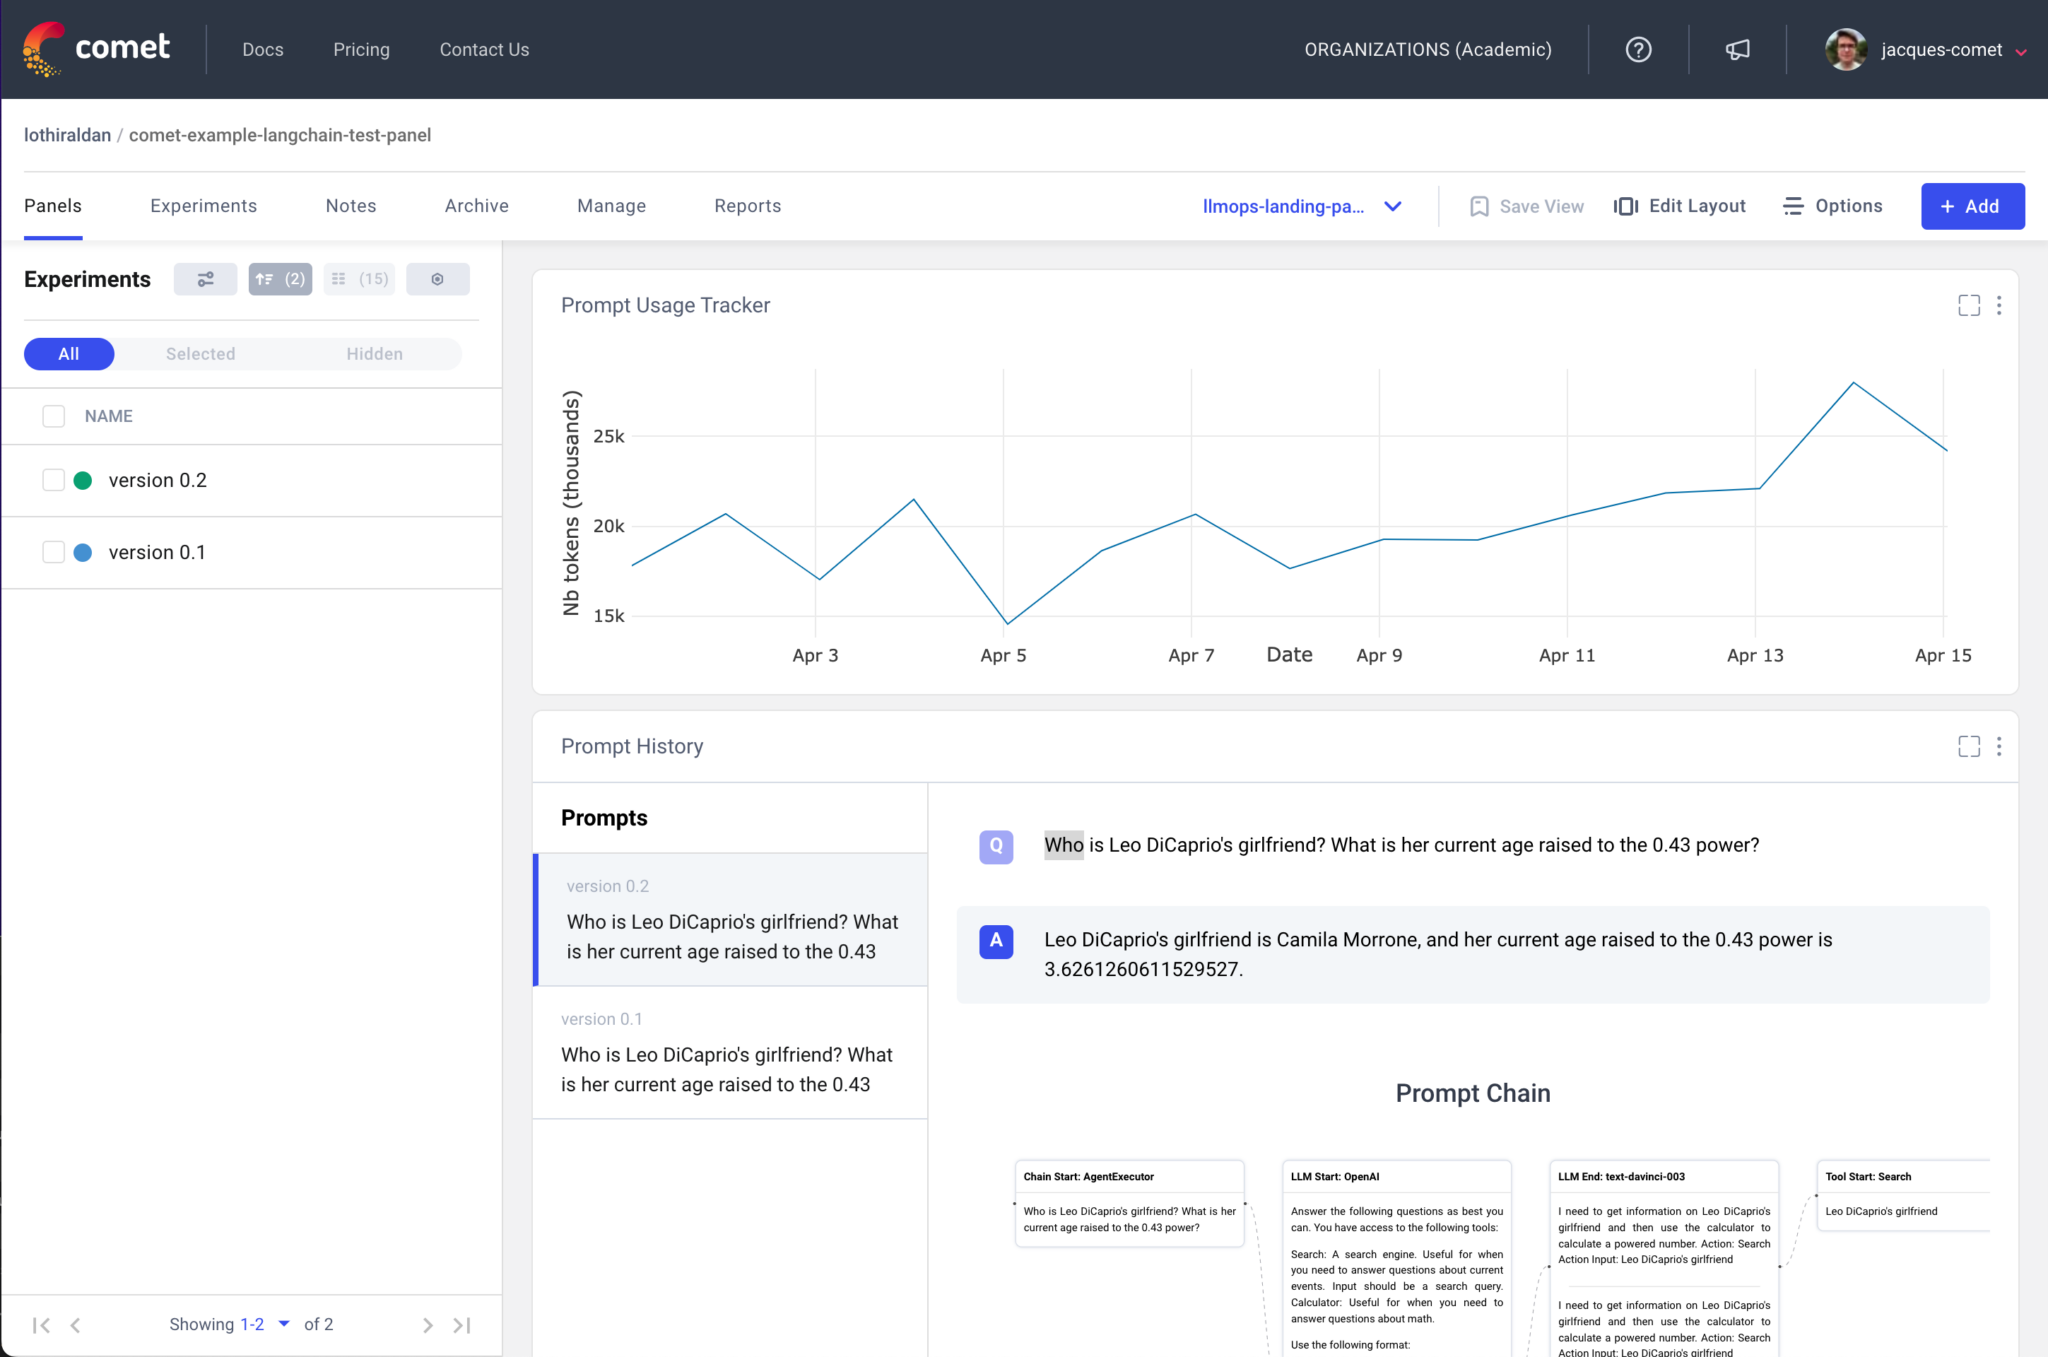 comet
Docs
Pricing
Contact Us
ORGANIZATIONS (Academic)
jacques-comet
lothiraldan / comet-example-langchain-test-panel
Panels
Experiments
Notes
Archive
Manage
Reports
llmops-landing-pa...
Save View
Edit Layout
Options
+ Add
Experiments
(2)
(15)
All
Selected
Hidden
NAME
version 0.2
version 0.1
Showing 1-2 of 2
Prompt Usage Tracker
Nb tokens (thousands)
25k
20k
15k
Apr 3
Apr 5
Apr 7
Date
Apr 9
Apr 11
Apr 13
Apr 15
Prompt History
Prompts
version 0.2
Who is Leo DiCaprio's girlfriend? What
is her current age raised to the 0.43
version 0.1
Who is Leo DiCaprio's girlfriend? What
is her current age raised to the 0.43
Q
Who is Leo DiCaprio's girlfriend? What is her current age raised to the 0.43 power?
A
Leo DiCaprio's girlfriend is Camila Morrone, and her current age raised to the 0.43 power is
3.6261260611529527.
Prompt Chain
Chain Start: AgentExecutor
Who is Leo DiCaprio's girlfriend? What is her
current age raised to the 0.43 power?
LLM Start: OpenAI
Answer the following questions as best you
can. You have access to the following tools:
Search: A search engine. Useful for when
you need to answer questions about current
events. Input should be a search query.
Calculator: Useful for when you need to
answer questions about math.
Use the following format:
LLM End: text-davinci-003
I need to get information on Leo DiCaprio's
girlfriend and then use the calculator to
calculate a powered number. Action: Search
Action Input: Leo DiCaprio's girlfriend
I need to get information on Leo DiCaprio's
girlfriend and then use the calculator to
calculate a powered number. Action: Search
Action Input: Leo DiCaprio's girlfriend
Tool Start: Search
Leo DiCaprio's girlfriend